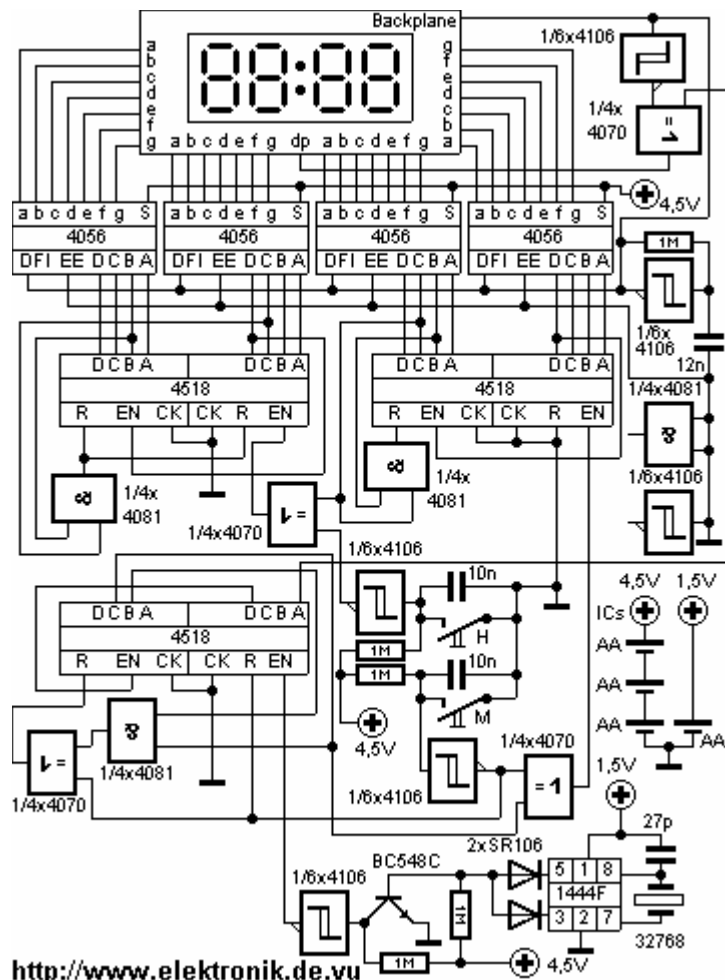 Backplane
a
b
c
d
e
f
g
g
f
e
d
c
b
a
88:88
a b c d e f g dp a b c d e f g
1/6x4106
1/4x
4070
= 1
4,5V
a b c d e f g S
4056
DFI EE D C B A
a b c d e f g S
4056
DFI EE D C B A
a b c d e f g S
4056
DFI EE D C B A
a b c d e f g S
4056
DFI EE D C B A
1M
1/6x
4106
12n
D C B A D C B A
4518
R EN CK CK R EN
D C B A D C B A
4518
R EN CK CK R EN
1/4x4081
&
1/6x4106
&
1/4x
4081
= 1
1/4x4070
&
1/4x
4081
1/6x4106
10n
H
1M
1M
10n
M
4,5V
4,5V 1,5V
ICs
AA
AA
AA AA
D C B A D C B A
4518
R EN CK CK R EN
&
1/4x4081
= 1
1/4x4070
1/6x4106
1/4x4070
= 1
1,5V
27p
2xSR106
5 1 8
1444F
3 2 7
32768
BC548C
1/6x4106
1M
1M
4,5V
http://www.elektronik.de.vu